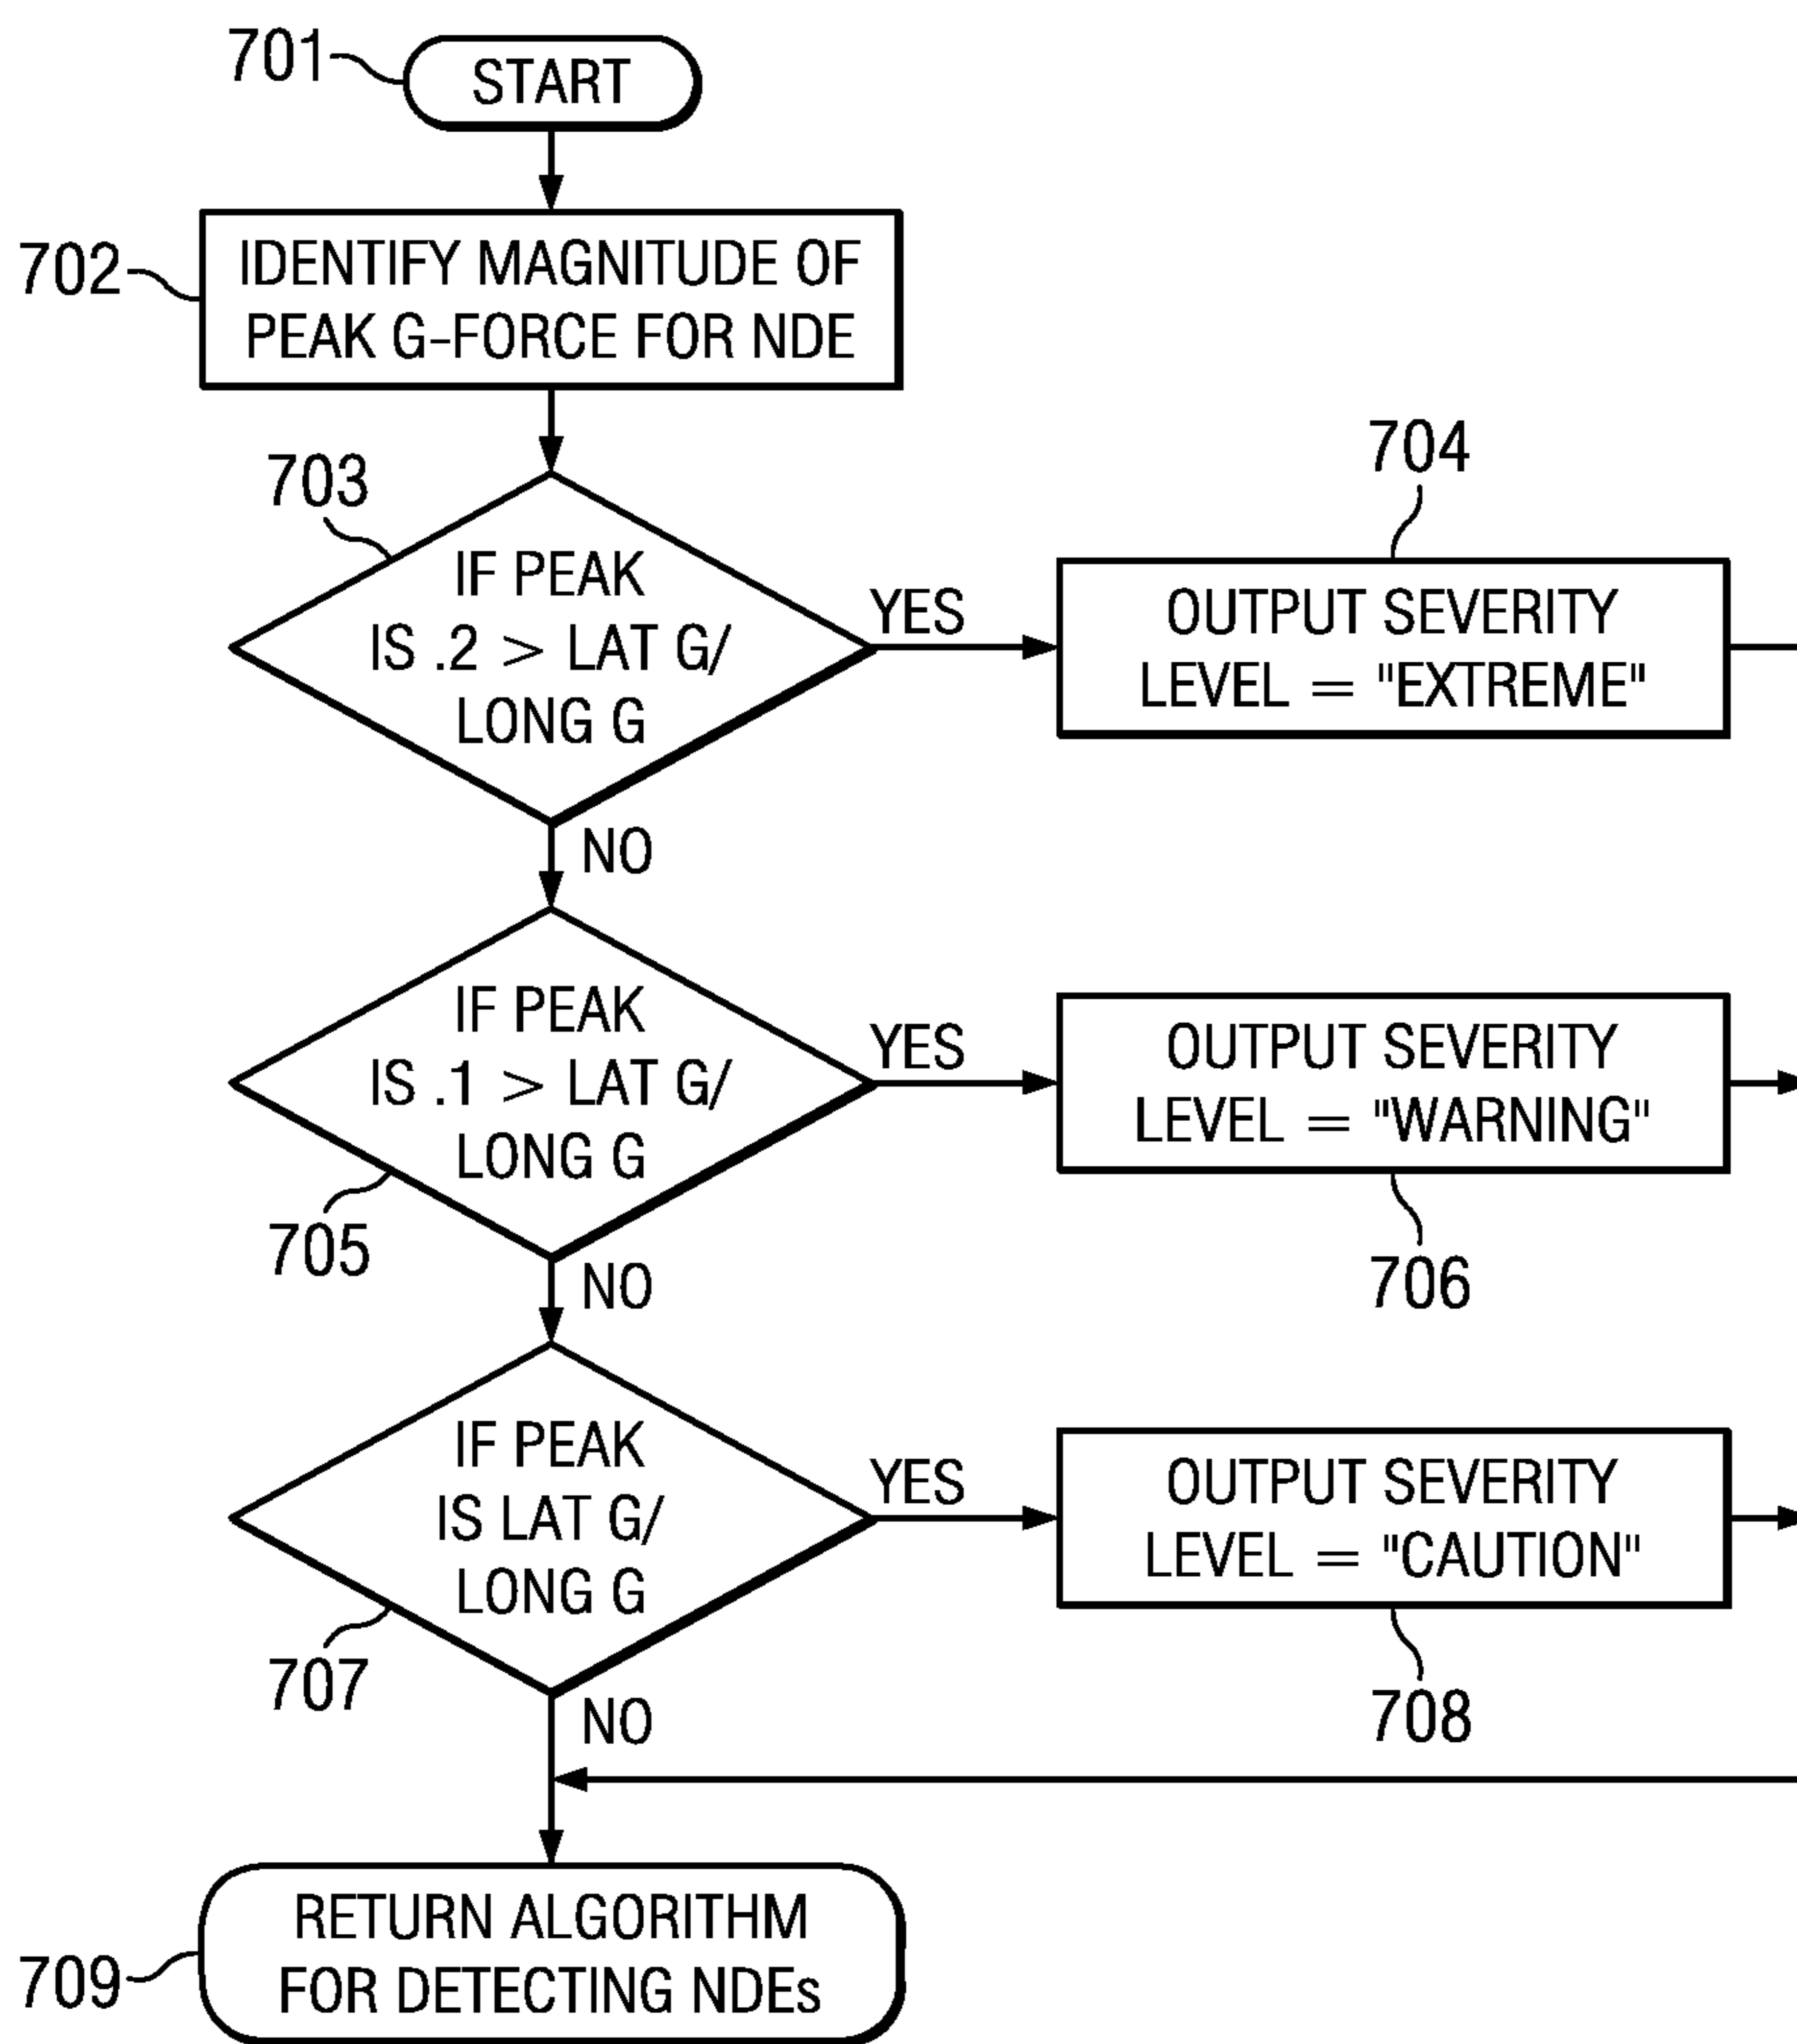 701
START
702
IDENTIFY MAGNITUDE OF
PEAK G-FORCE FOR NDE
703
IF PEAK
IS .2 > LAT G/
LONG G
YES
704
OUTPUT SEVERITY
LEVEL = "EXTREME"
NO
IF PEAK
IS .1 > LAT G/
LONG G
705
YES
OUTPUT SEVERITY
LEVEL = "WARNING"
706
NO
IF PEAK
IS LAT G/
LONG G
707
YES
OUTPUT SEVERITY
LEVEL = "CAUTION"
708
NO
RETURN ALGORITHM
FOR DETECTING NDEs
709